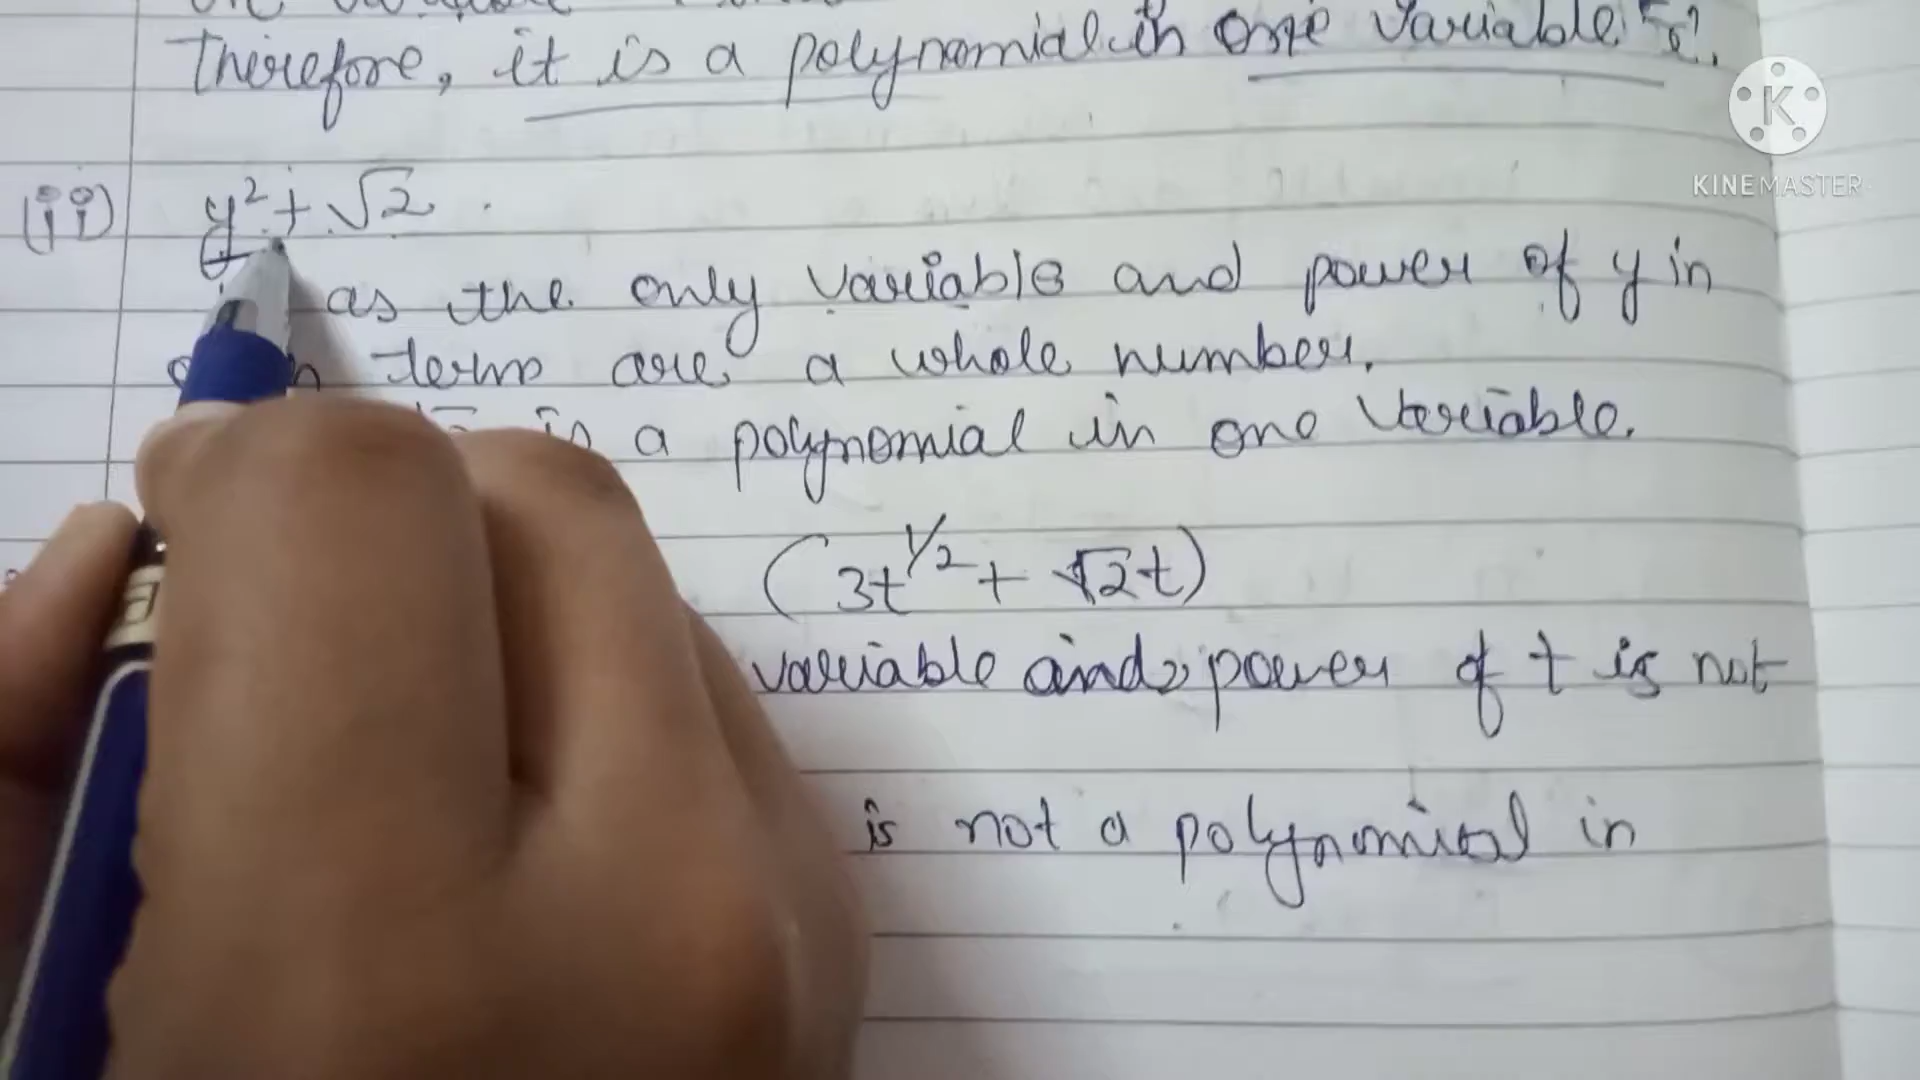 Therefore, it is a polynomial in one variable 'x'.
K
KINEMASTER
(ii) y² + √2 .
as the only variable and power of y in
term are a whole number.
is a polynomial in one variable.
(3t^1/2 + √2t)
variable and power of t is not
is not a polynomial in